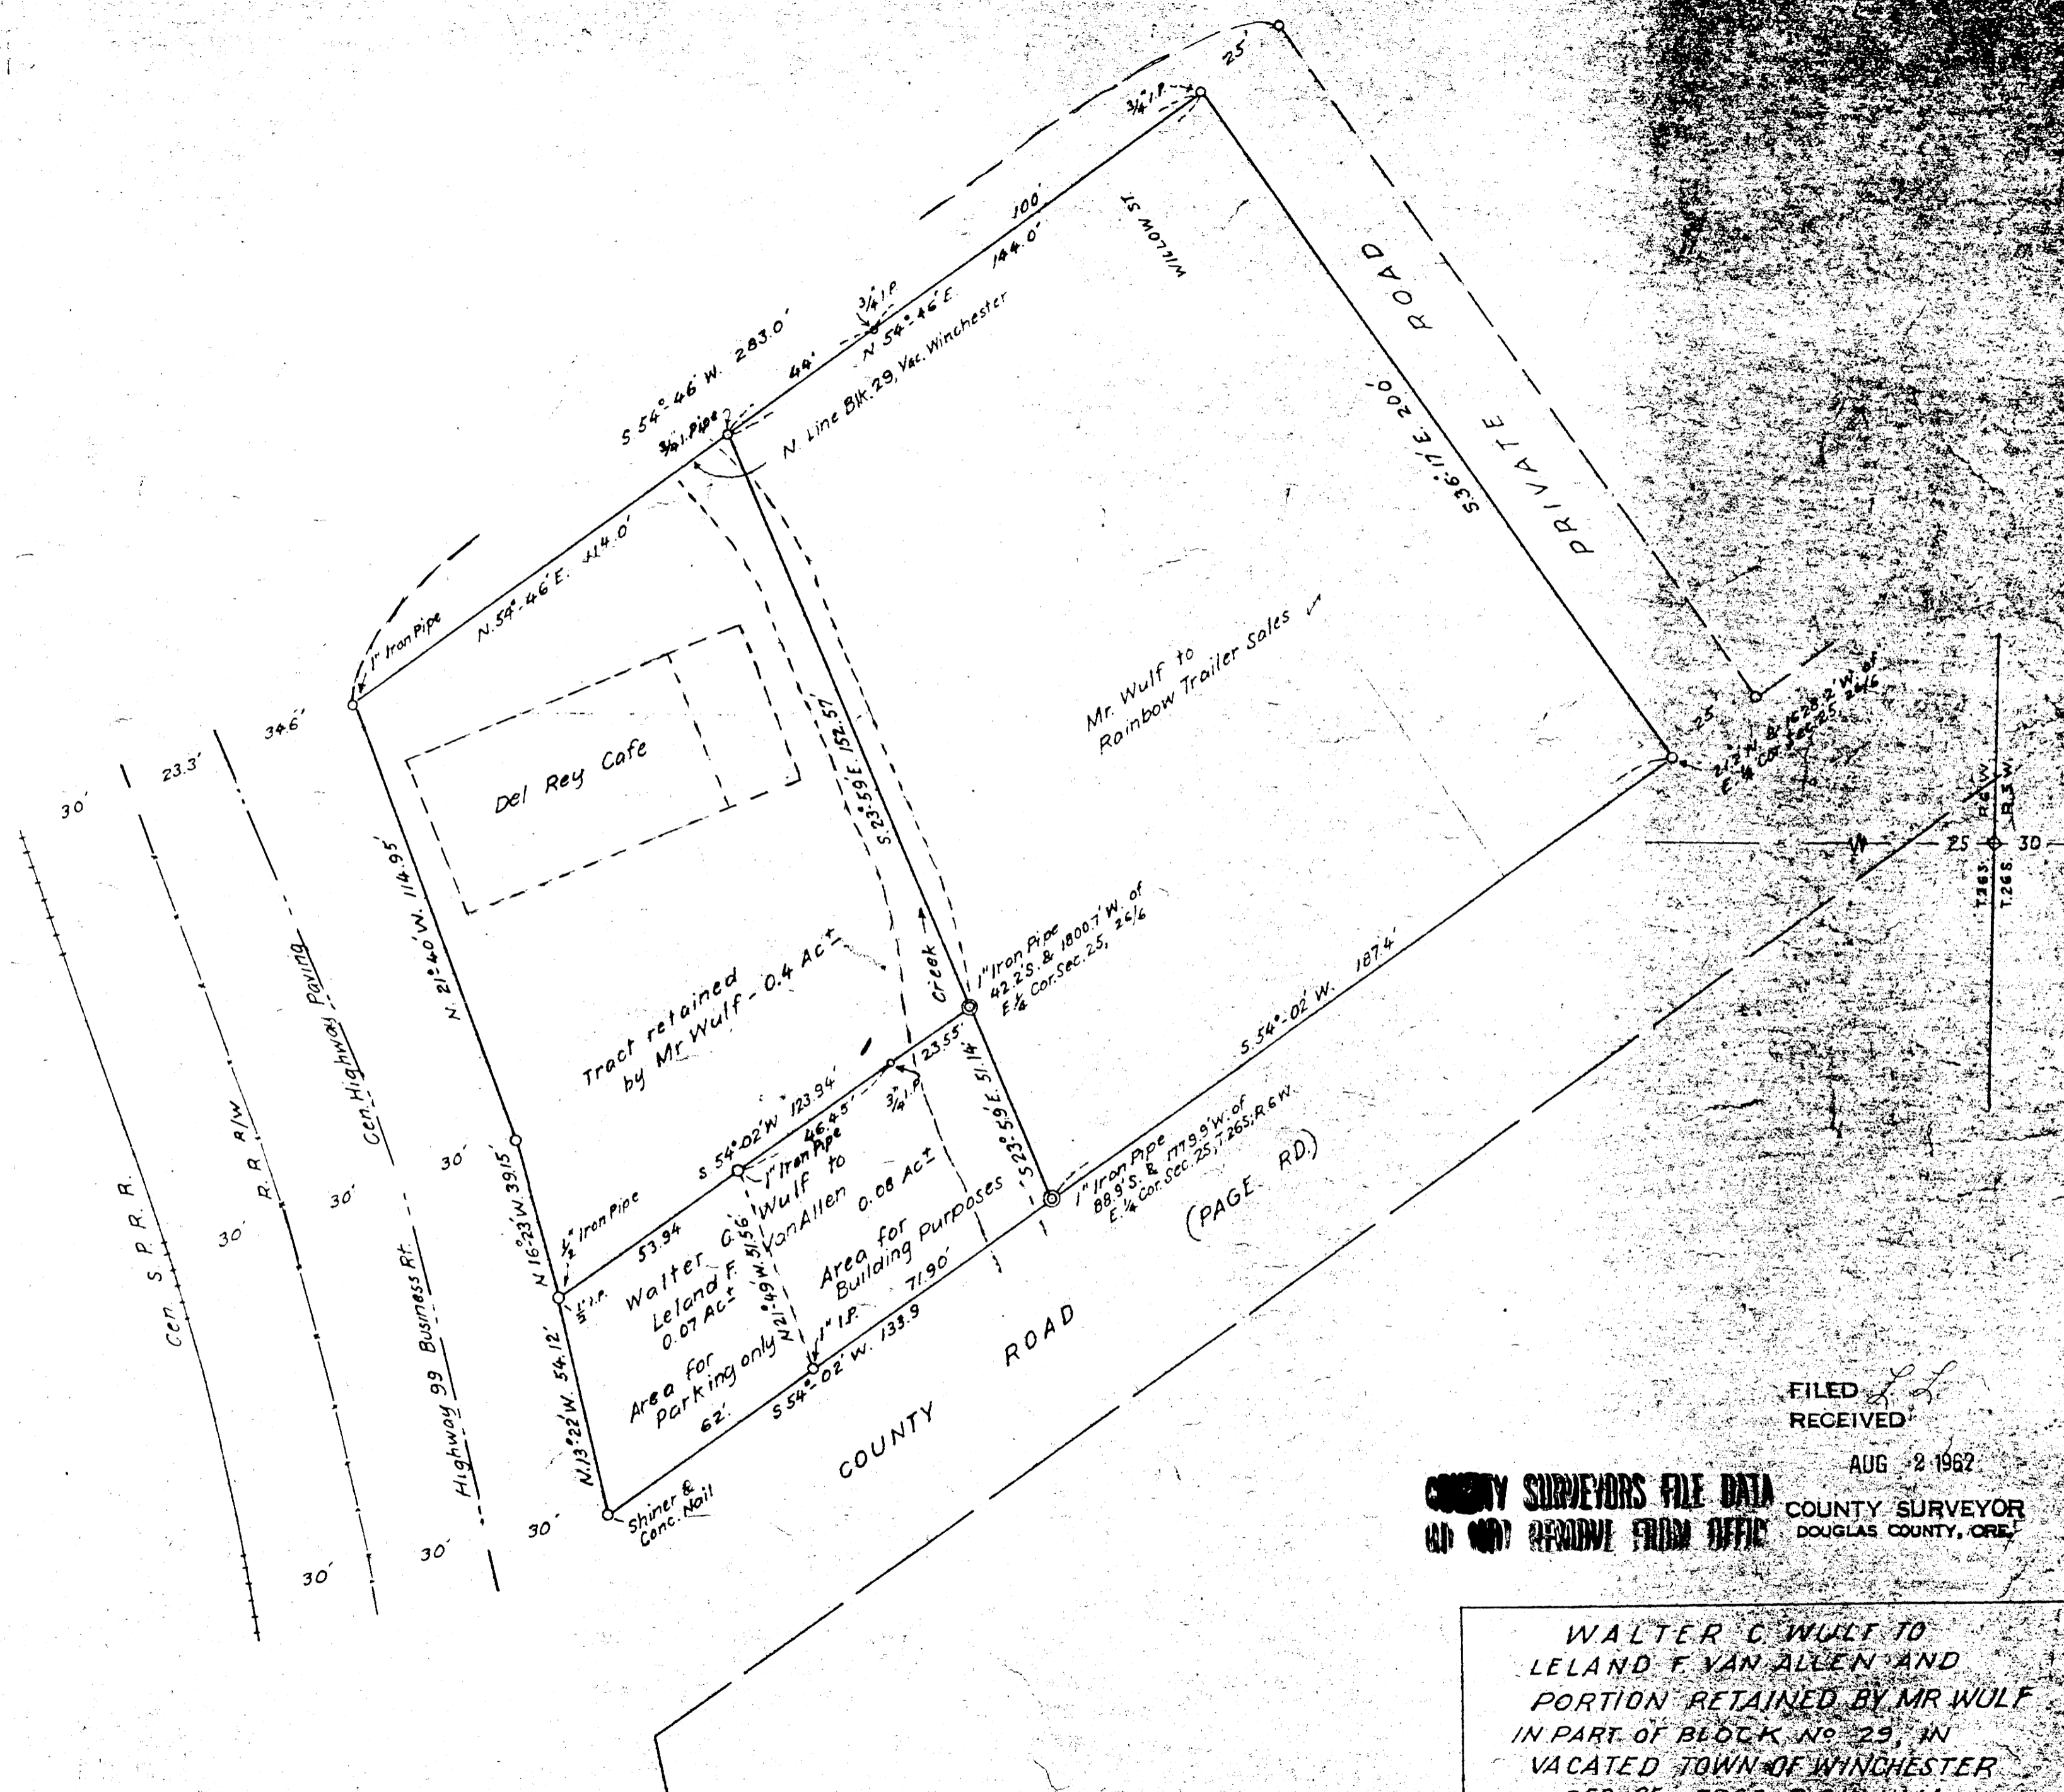 25'
3/4" I.P.
100'
144.0'
WILLOW ST.
3/4" I.P.
N 54°-46' E.
N. Line Blk. 29, Vac. Winchester
S. 54°-46' W. 283.0'
44'
3/4" I. Pipe
PRIVATE ROAD
S. 36°-17' E. 200'
N. 54°-46' E. 114.0'
1" Iron Pipe
34.6'
23.3'
30'
Del Rey Cafe
S. 23°-59' E. 152.57'
Mr. Wulf to
Rainbow Trailer Sales
25'
21.2' N. & 1628.2' W. of
E. 1/4 Cor. Sec. 25, 26/6
R.6 W.
R.5 W.
25
30
T.26 S.
T.26 S.
N. 21°-40' W. 114.95'
Cen. Highway Paving
R. R. R/W
Cen. S. P. R. R.
Tract retained
by Mr Wulf - 0.4 Ac±
Creek
1" Iron Pipe
42.2' S. & 1800.7' W. of
E. 1/4 Cor. Sec. 25, 26/6
187.4'
S. 54°-02' W.
23.55'
S. 23°-59' E. 51.14'
3/4" I.P.
S. 54°-02' W 123.94'
46.45'
1" Iron Pipe
30'
30'
30'
N 16°-23' W. 39.15'
1/2" Iron Pipe
1/2" I.P.
53.94
Walter C. Wulf to
Leland F. Van Allen
0.07 Ac±
0.08 Ac±
N 21°-49' W. 51.56'
Area for
Building purposes
71.90'
1" I.P.
Area for
Parking only
62'
S 54°-02' W. 133.9
1" Iron Pipe
88.9' S. & 1779.9' W. of
E. 1/4 Cor. Sec. 25, T.26 S., R.6 W.
(PAGE RD.)
COUNTY ROAD
N. 13°-22' W. 54.12'
Highway 99 Business Rt.
Shiner &
Conc. Nail
30'
30'
30'
FILED
RECEIVED
AUG 2 1962
COUNTY SURVEYOR
DOUGLAS COUNTY, ORE.
COUNTY SURVEYORS FILE DATA
DO NOT REMOVE FROM OFFIC
WALTER C. WULF TO
LELAND F. VAN ALLEN AND
PORTION RETAINED BY MR WULF
IN PART OF BLOCK No 29, IN
VACATED TOWN OF WINCHESTER